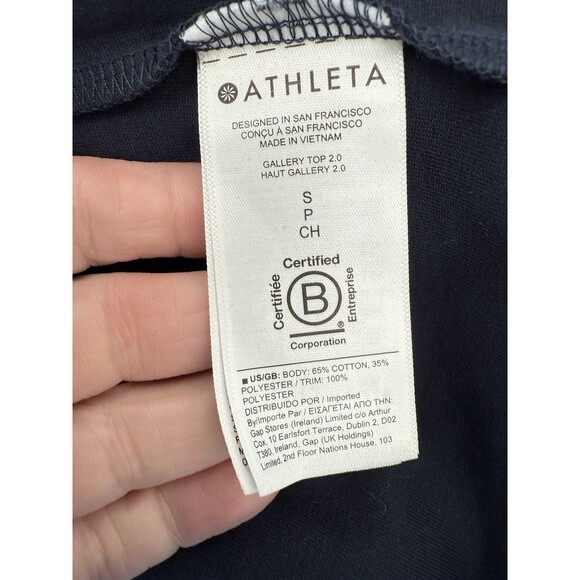 ATHLETA
DESIGNED IN SAN FRANCISCO
CONÇU À SAN FRANCISCO
MADE IN VIETNAM
GALLERY TOP 2.0
HAUT GALLERY 2.0
S
P
CH
Certified
Certifiée
B
Entreprise
®
Corporation
■ US/GB: BODY: 65% COTTON, 35%
POLYESTER / TRIM: 100%
POLYESTER
DISTRIBUIDO POR / Imported
By/Importe Par / ΕΙΣΑΓΕΤΑΙ ΑΠΟ ΤΗΝ:
Gap Stores (Ireland) Limited c/o Arthur
Cox, 10 Earlsfort Terrace, Dublin 2, D02
T380, Ireland, Gap (UK Holdings)
Limited, 2nd Floor Nations House, 103